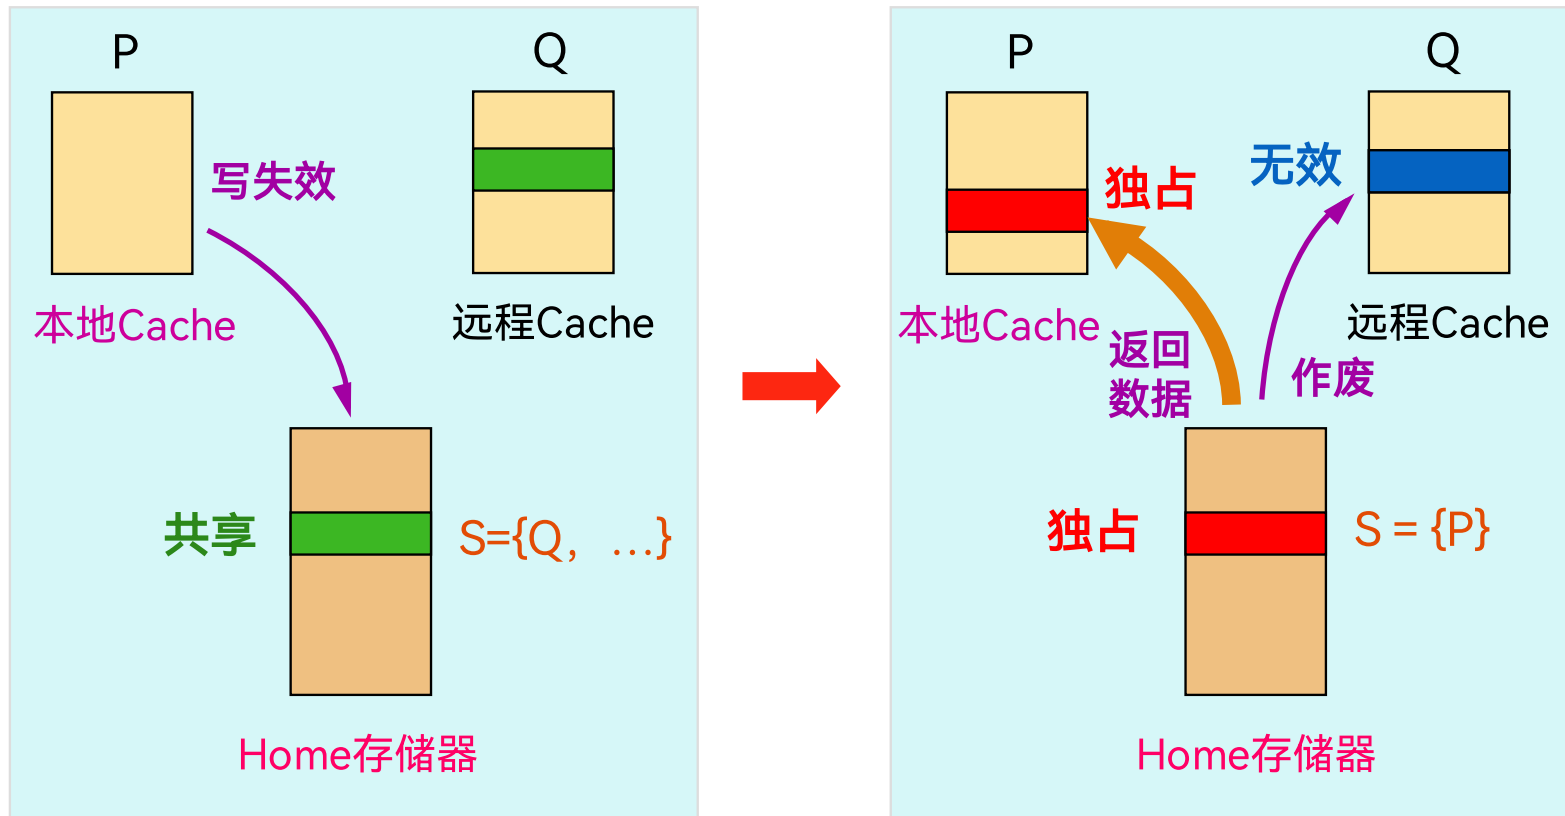 P
Q
写失效
本地Cache
远程Cache
共享
S={Q, …}
Home存储器
P
Q
独占
无效
本地Cache
远程Cache
返回
数据
作废
独占
S = {P}
Home存储器